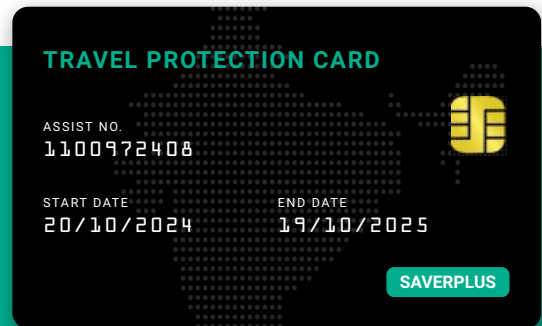 TRAVEL PROTECTION CARD
ASSIST NO.
1100972408
START DATE
20/10/2024
END DATE
19/10/2025
SAVERPLUS